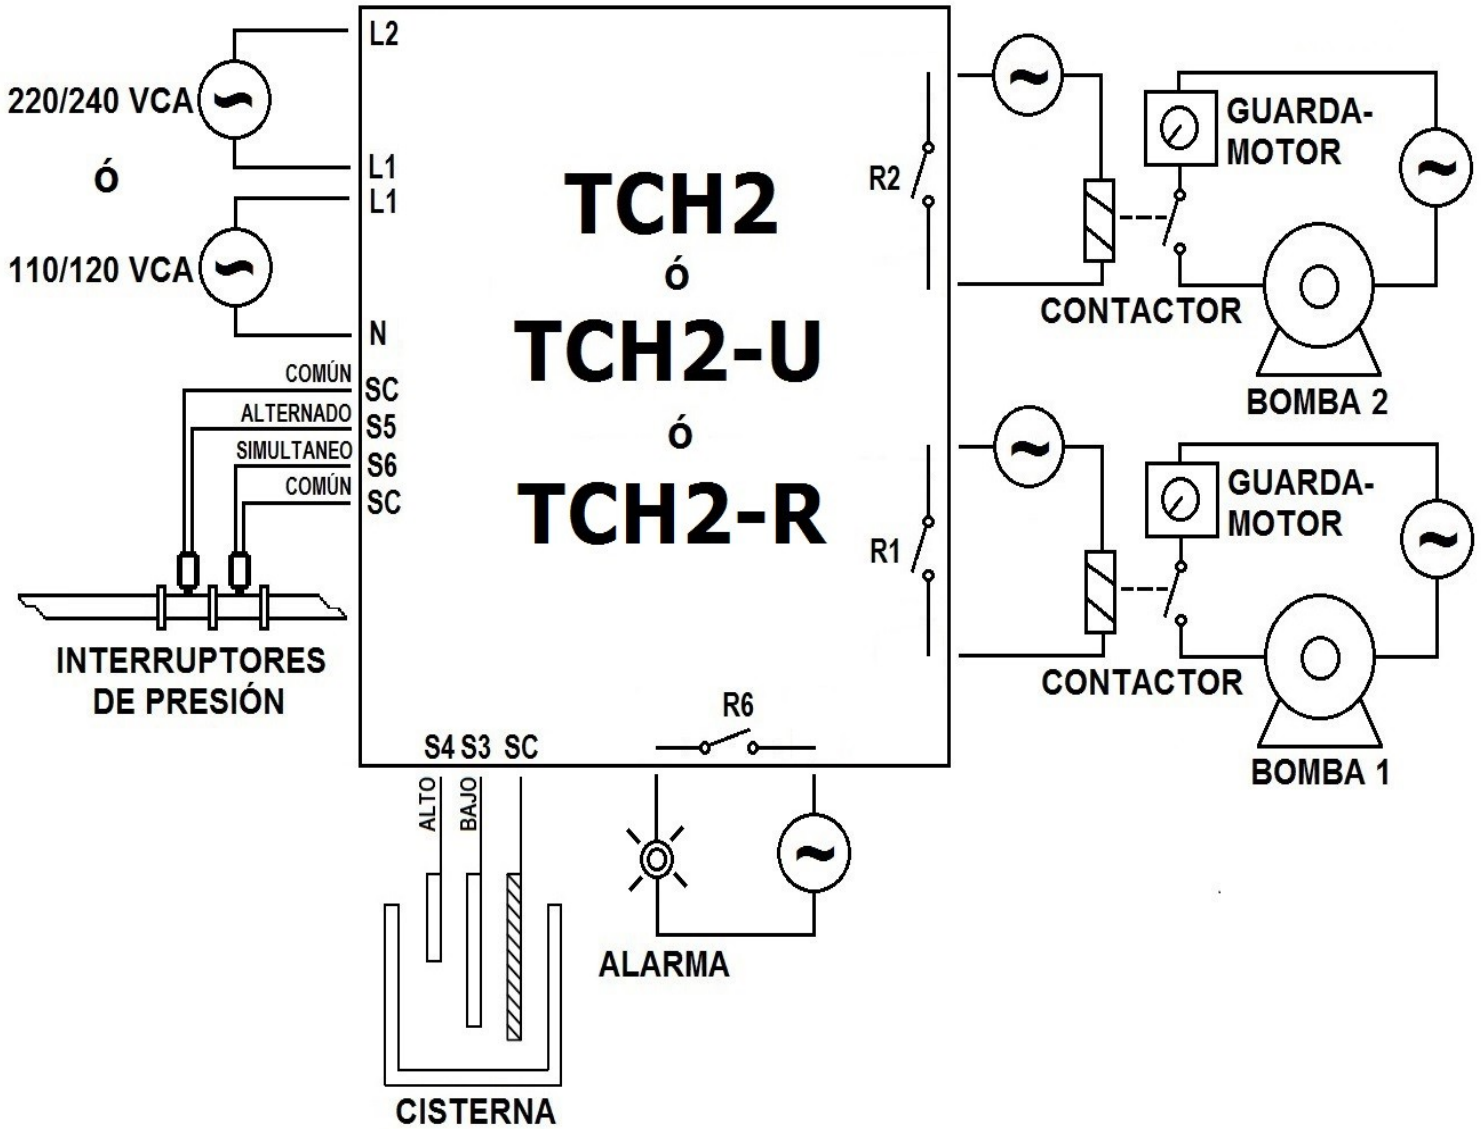 L2
220/240 VCA
L1
ó
L1
110/120 VCA
N
COMÚN
SC
ALTERNADO
S5
SIMULTANEO
S6
COMÚN
SC
INTERRUPTORES
DE PRESIÓN
TCH2
ó
TCH2-U
ó
TCH2-R
R2
GUARDA-
MOTOR
CONTACTOR
BOMBA 2
R1
GUARDA-
MOTOR
CONTACTOR
BOMBA 1
R6
S4 S3 SC
ALTO
BAJO
ALARMA
CISTERNA